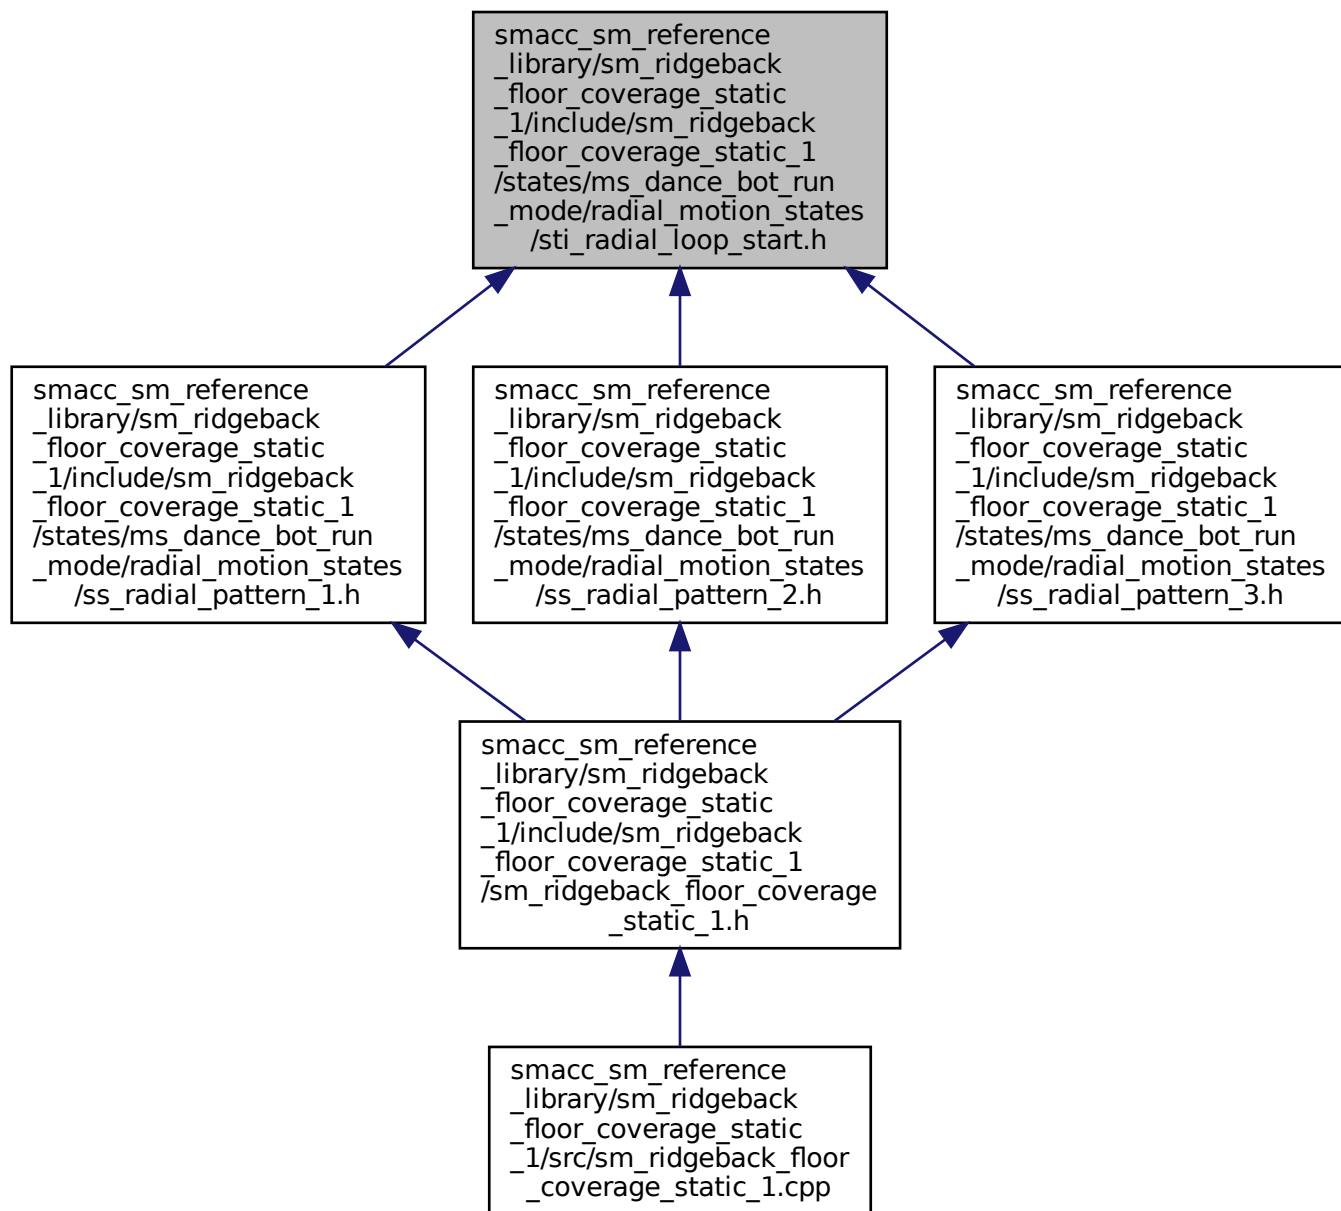 smacc_sm_reference
_library/sm_ridgeback
_floor_coverage_static
_1/include/sm_ridgeback
_floor_coverage_static_1
/states/ms_dance_bot_run
_mode/radial_motion_states
/sti_radial_loop_start.h
smacc_sm_reference
_library/sm_ridgeback
_floor_coverage_static
_1/include/sm_ridgeback
_floor_coverage_static_1
/states/ms_dance_bot_run
_mode/radial_motion_states
/ss_radial_pattern_1.h
smacc_sm_reference
_library/sm_ridgeback
_floor_coverage_static
_1/include/sm_ridgeback
_floor_coverage_static_1
/states/ms_dance_bot_run
_mode/radial_motion_states
/ss_radial_pattern_2.h
smacc_sm_reference
_library/sm_ridgeback
_floor_coverage_static
_1/include/sm_ridgeback
_floor_coverage_static_1
/states/ms_dance_bot_run
_mode/radial_motion_states
/ss_radial_pattern_3.h
smacc_sm_reference
_library/sm_ridgeback
_floor_coverage_static
_1/include/sm_ridgeback
_floor_coverage_static_1
/sm_ridgeback_floor_coverage
_static_1.h
smacc_sm_reference
_library/sm_ridgeback
_floor_coverage_static
_1/src/sm_ridgeback_floor
_coverage_static_1.cpp